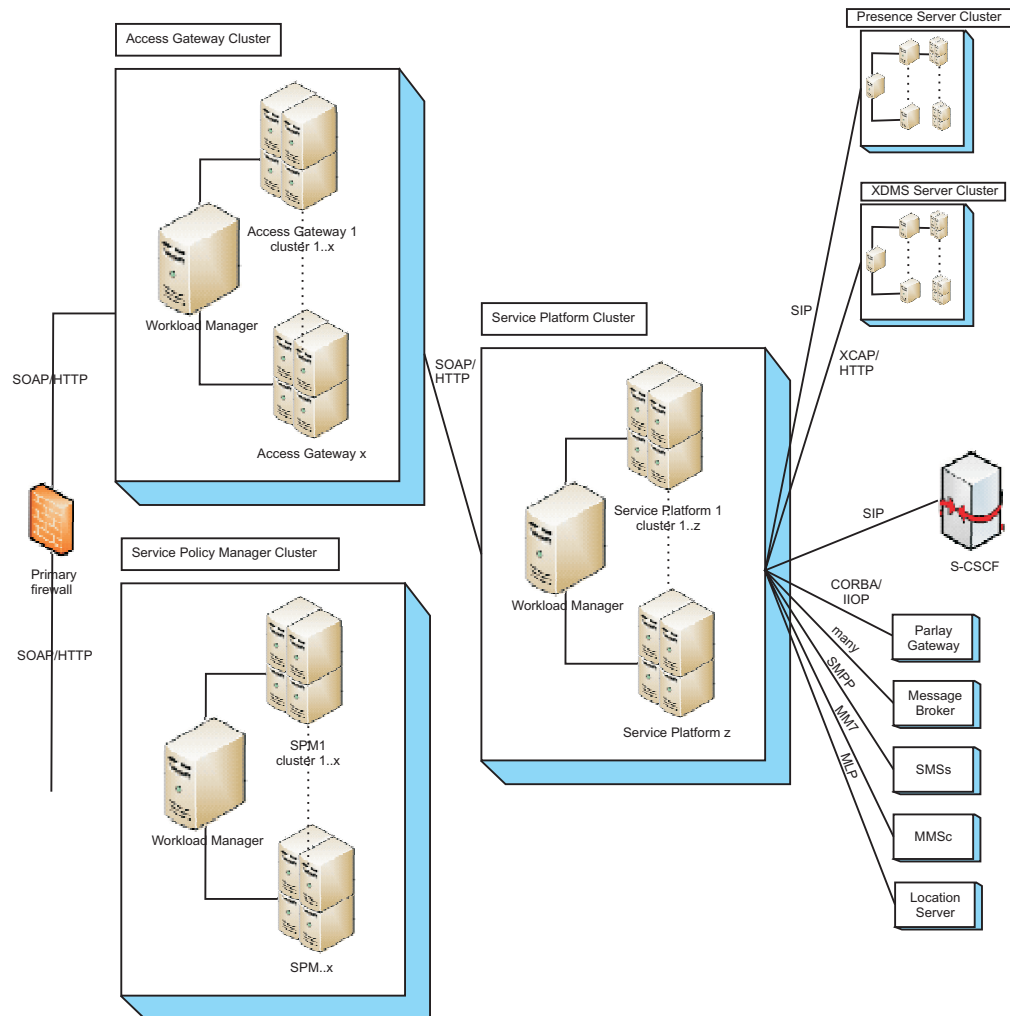 Access Gateway Cluster
Access Gateway 1
cluster 1..x
Workload Manager
Access Gateway x
SOAP/HTTP
Primary
firewall
SOAP/HTTP
Service Policy Manager Cluster
SPM1
cluster 1..x
Workload Manager
SPM..x
SOAP/
HTTP
Service Platform Cluster
Service Platform 1
cluster 1..z
Workload Manager
Service Platform z
Presence Server Cluster
XDMS Server Cluster
SIP
XCAP/
HTTP
SIP
S-CSCF
CORBA/
IIOP
Parlay
Gateway
many
Message
Broker
SMPP
SMSs
MM7
MMSc
MLP
Location
Server